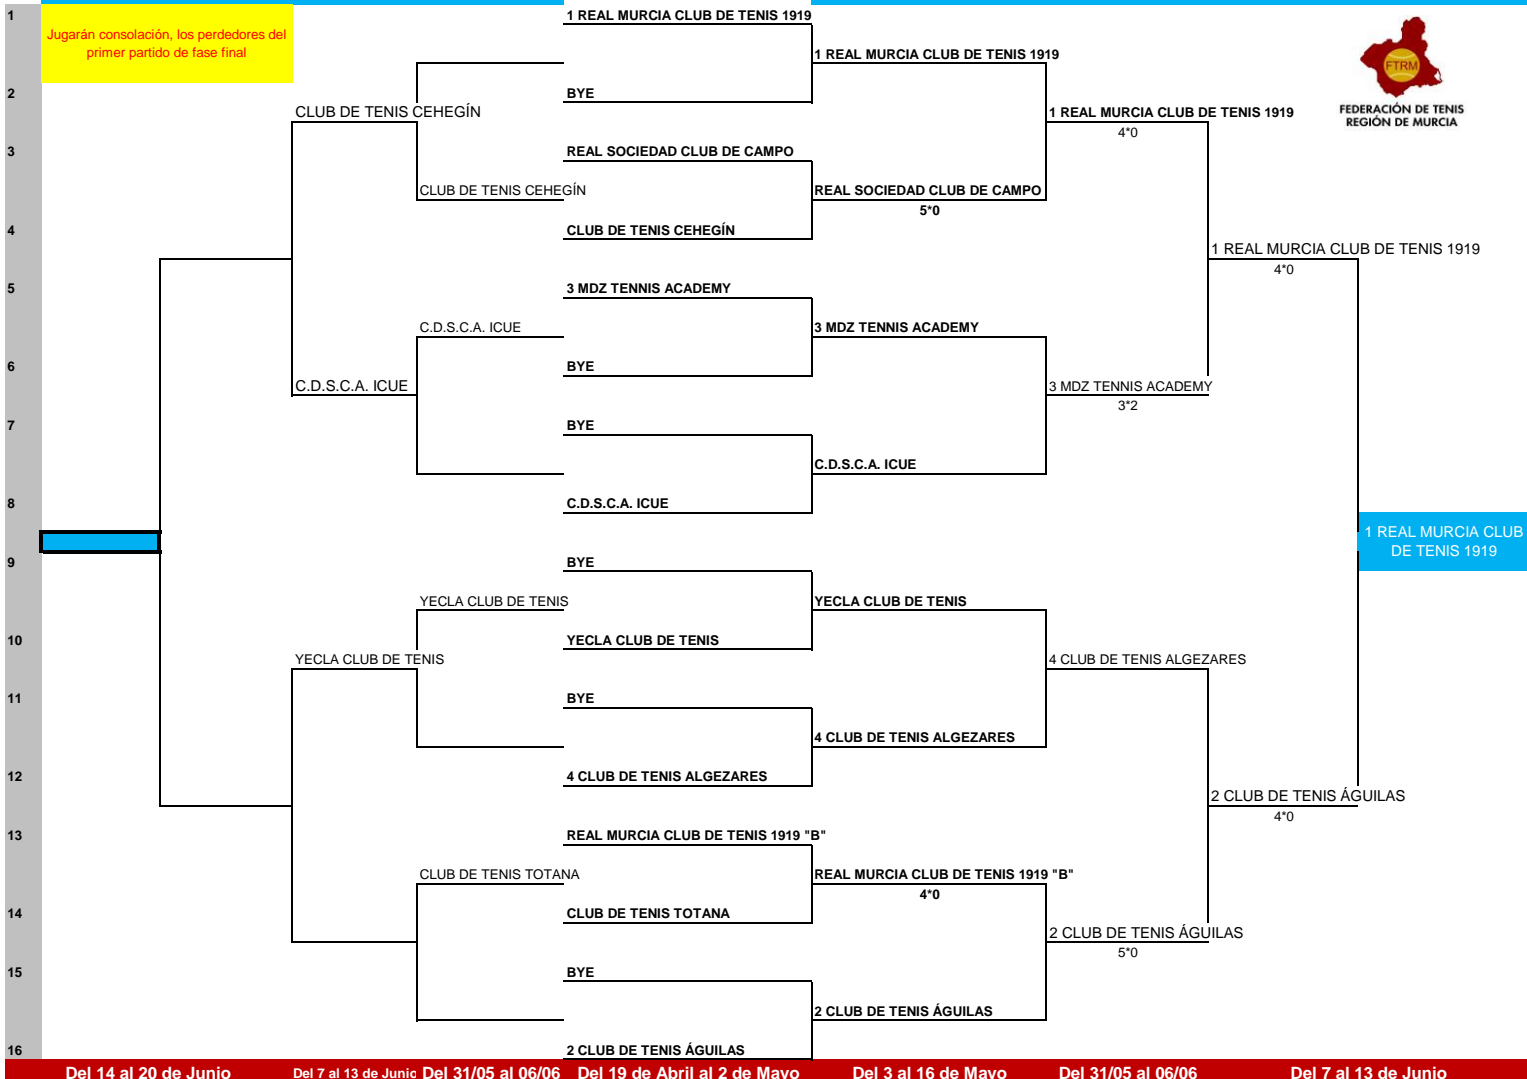 1
1 REAL MURCIA CLUB DE TENIS 1919
Jugarán consolación, los perdedores del
primer partido de fase final
1 REAL MURCIA CLUB DE TENIS 1919
FTRM
FEDERACIÓN DE TENIS
REGIÓN DE MURCIA
2
BYE
CLUB DE TENIS CEHEGÍN
1 REAL MURCIA CLUB DE TENIS 1919
4*0
3
REAL SOCIEDAD CLUB DE CAMPO
CLUB DE TENIS CEHEGÍN
REAL SOCIEDAD CLUB DE CAMPO
5*0
4
CLUB DE TENIS CEHEGÍN
1 REAL MURCIA CLUB DE TENIS 1919
4*0
5
3 MDZ TENNIS ACADEMY
C.D.S.C.A. ICUE
3 MDZ TENNIS ACADEMY
6
BYE
C.D.S.C.A. ICUE
3 MDZ TENNIS ACADEMY
3*2
7
BYE
C.D.S.C.A. ICUE
8
C.D.S.C.A. ICUE
1 REAL MURCIA CLUB
DE TENIS 1919
9
BYE
YECLA CLUB DE TENIS
YECLA CLUB DE TENIS
10
YECLA CLUB DE TENIS
YECLA CLUB DE TENIS
4 CLUB DE TENIS ALGEZARES
11
BYE
4 CLUB DE TENIS ALGEZARES
12
4 CLUB DE TENIS ALGEZARES
2 CLUB DE TENIS ÁGUILAS
4*0
13
REAL MURCIA CLUB DE TENIS 1919 "B"
CLUB DE TENIS TOTANA
REAL MURCIA CLUB DE TENIS 1919 "B"
4*0
14
CLUB DE TENIS TOTANA
2 CLUB DE TENIS ÁGUILAS
5*0
15
BYE
2 CLUB DE TENIS ÁGUILAS
16
2 CLUB DE TENIS ÁGUILAS
Del 14 al 20 de Junio
Del 7 al 13 de Junio
Del 31/05 al 06/06
Del 19 de Abril al 2 de Mayo
Del 3 al 16 de Mayo
Del 31/05 al 06/06
Del 7 al 13 de Junio